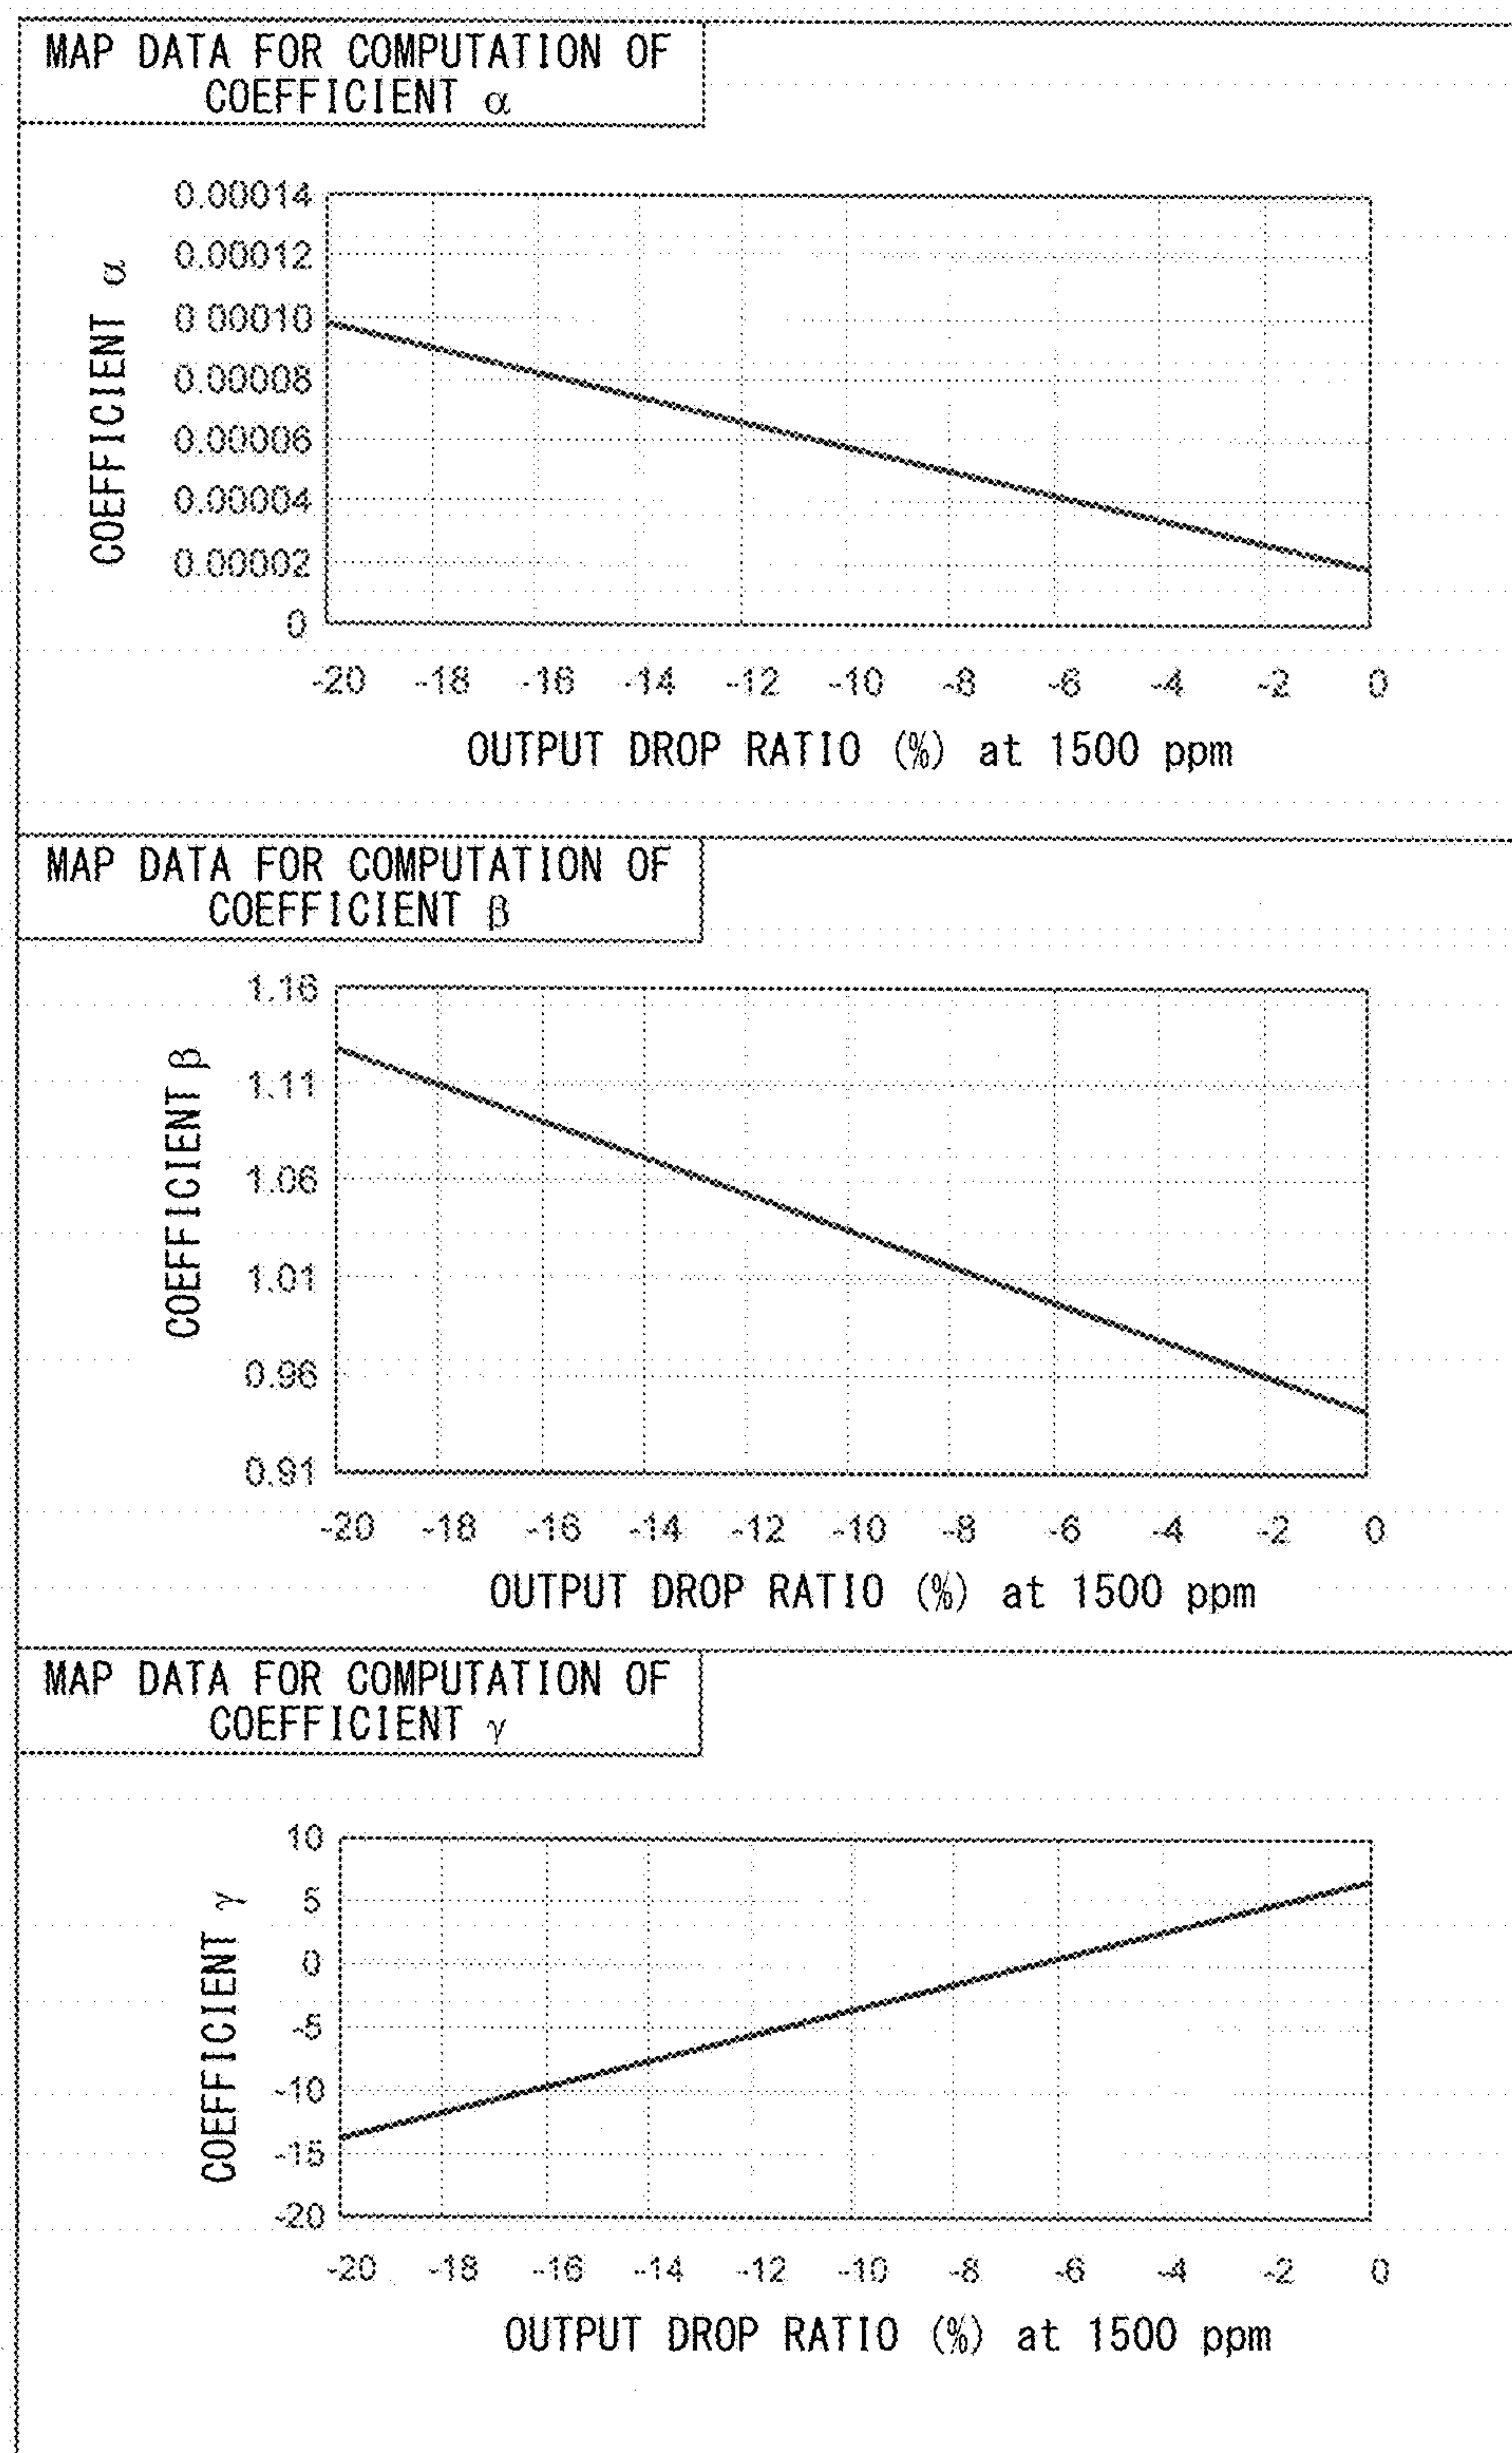 MAP DATA FOR COMPUTATION OF
COEFFICIENT α
COEFFICIENT α
0.00014
0.00012
0.00010
0.00008
0.00006
0.00004
0.00002
0
-20 -18 -16 -14 -12 -10 -8 -6 -4 -2 0
OUTPUT DROP RATIO (%) at 1500 ppm
MAP DATA FOR COMPUTATION OF
COEFFICIENT β
COEFFICIENT β
1.16
1.11
1.06
1.01
0.96
0.91
-20 -18 -16 -14 -12 -10 -8 -6 -4 -2 0
OUTPUT DROP RATIO (%) at 1500 ppm
MAP DATA FOR COMPUTATION OF
COEFFICIENT γ
COEFFICIENT γ
10
5
0
-5
-10
-15
-20
-20 -18 -16 -14 -12 -10 -8 -6 -4 -2 0
OUTPUT DROP RATIO (%) at 1500 ppm